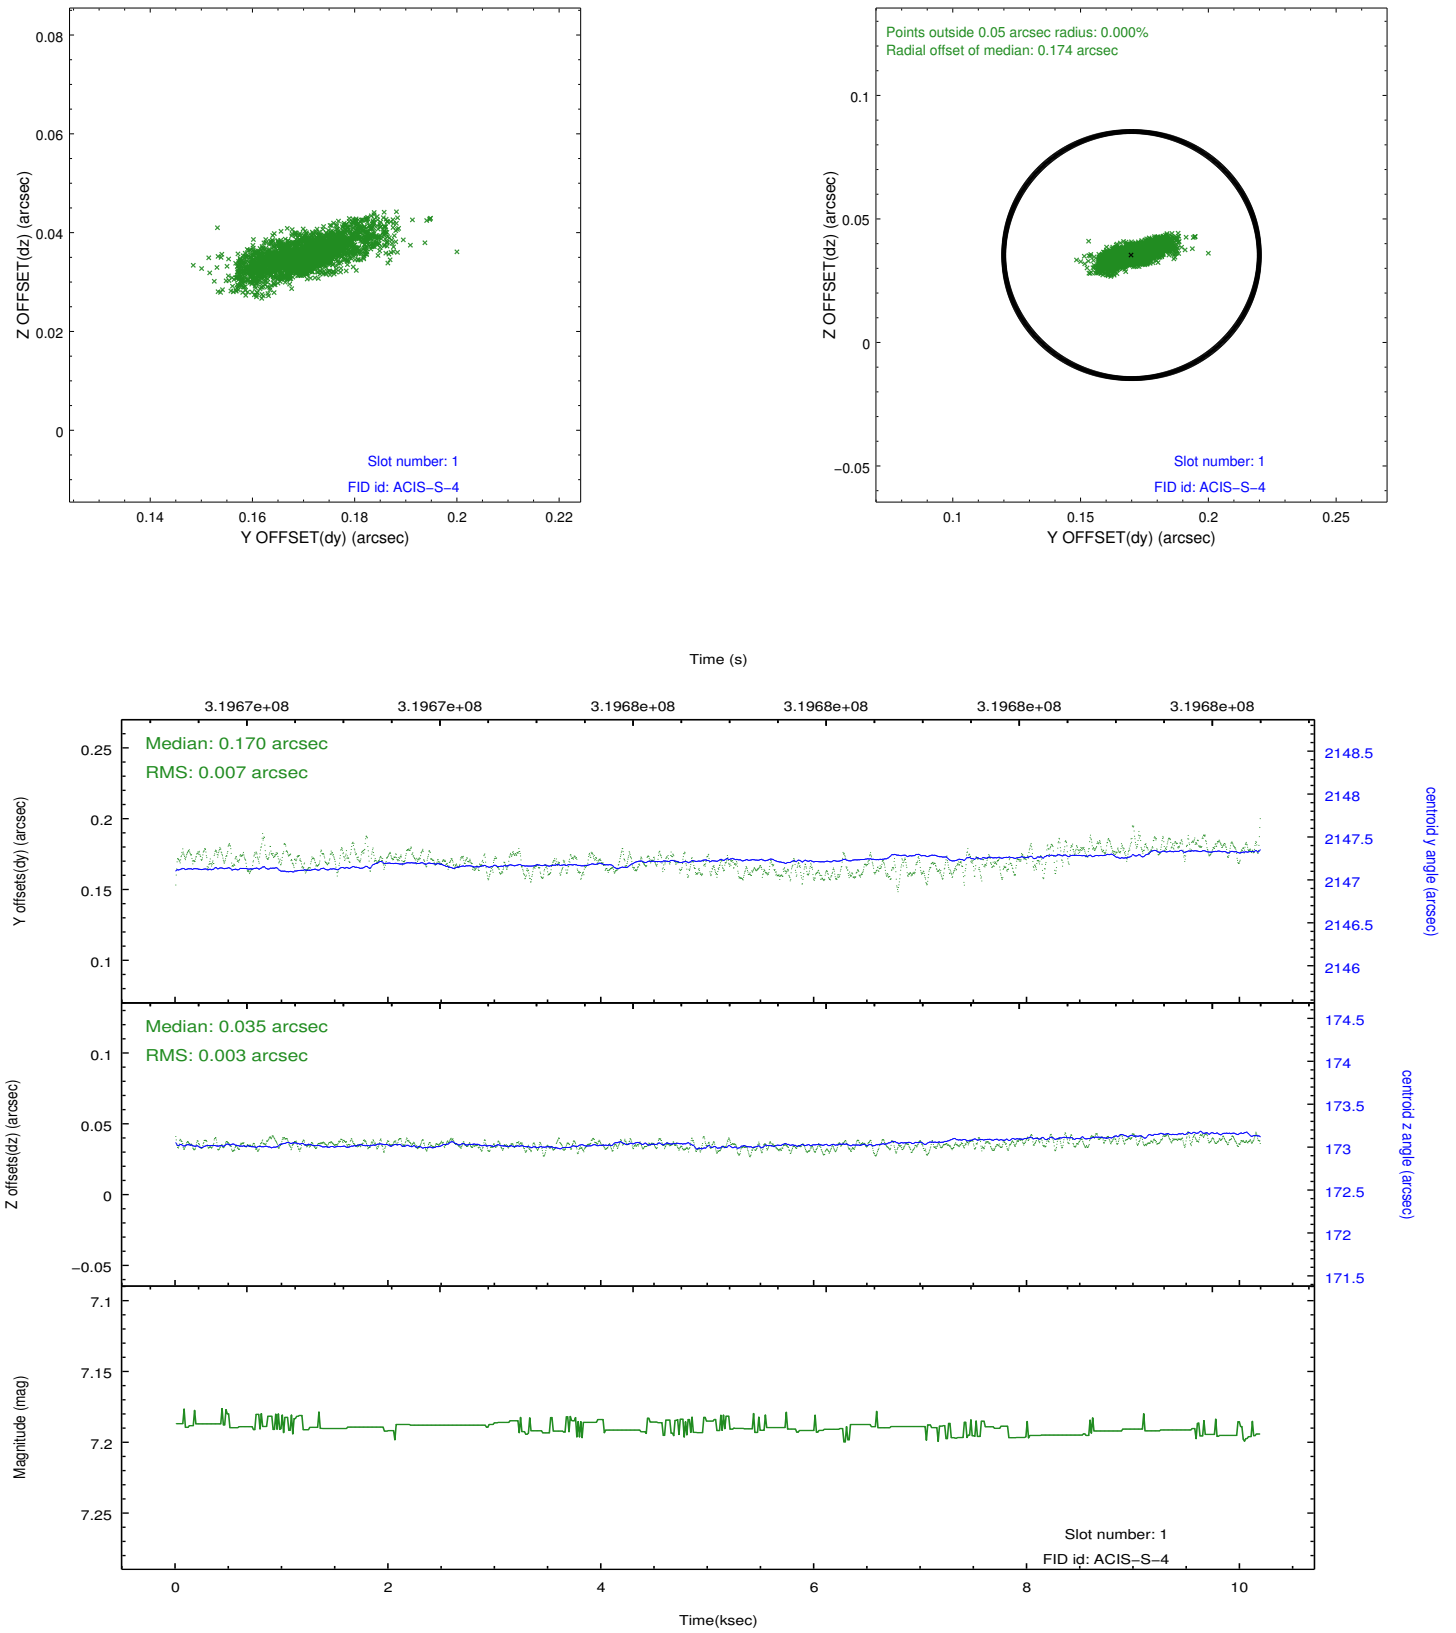 0.08
0.06
0.04
0.02
0
Z OFFSET(dz) (arcsec)
Slot number: 1
FID id: ACIS−S−4
0.14 0.16 0.18 0.2 0.22
Y OFFSET(dy) (arcsec)
Points outside 0.05 arcsec radius: 0.000%
Radial offset of median: 0.174 arcsec
0.1
0.05
0
−0.05
Z OFFSET(dz) (arcsec)
Slot number: 1
FID id: ACIS−S−4
0.1 0.15 0.2 0.25
Y OFFSET(dy) (arcsec)
Time (s)
3.1967e+08 3.1967e+08 3.1968e+08 3.1968e+08 3.1968e+08 3.1968e+08
Median: 0.170 arcsec
RMS: 0.007 arcsec
0.25
0.2
0.15
0.1
Y offsets(dy) (arcsec)
2148.5
2148
2147.5
2147
2146.5
2146
centroid y angle (arcsec)
Median: 0.035 arcsec
RMS: 0.003 arcsec
0.1
0.05
0
−0.05
Z offsets(dz) (arcsec)
174.5
174
173.5
173
172.5
172
171.5
centroid z angle (arcsec)
7.1
7.15
7.2
7.25
Magnitude (mag)
Slot number: 1
FID id: ACIS−S−4
0 2 4 6 8 10
Time(ksec)